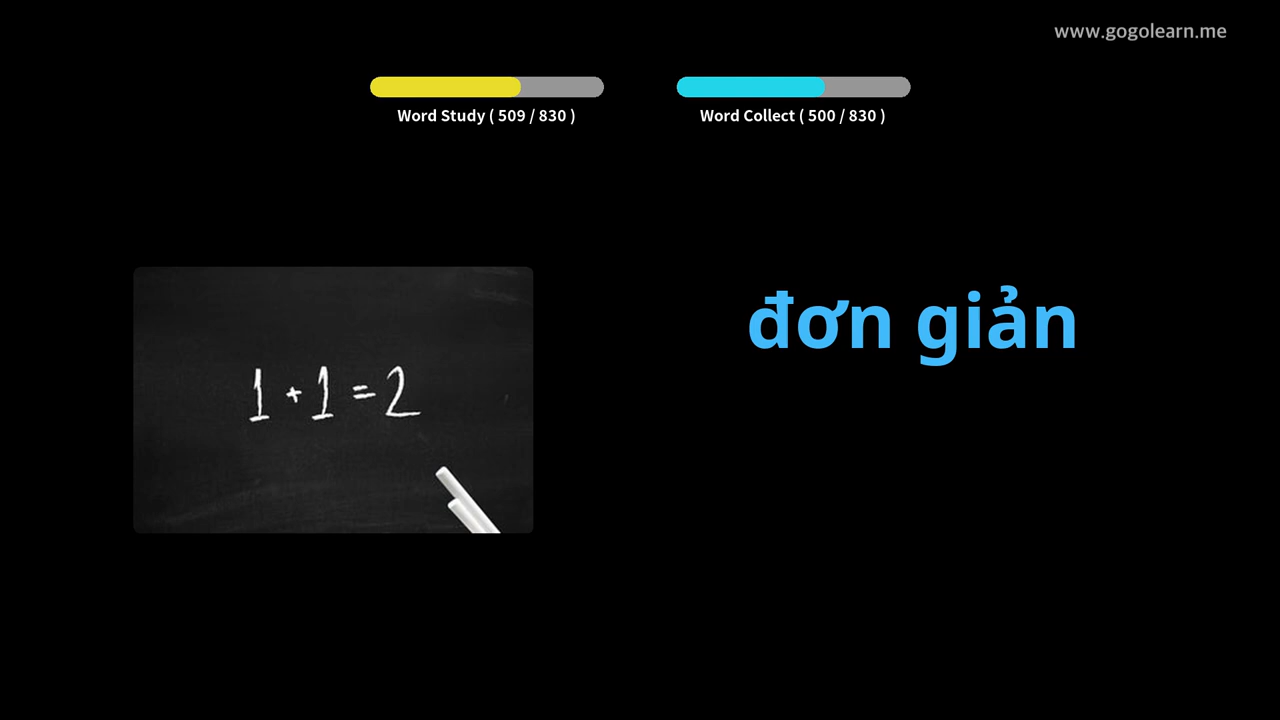 www.gogolearn.me
Word Study ( 509 / 830 )
Word Collect ( 500 / 830 )
đơn giản
1 + 1 = 2